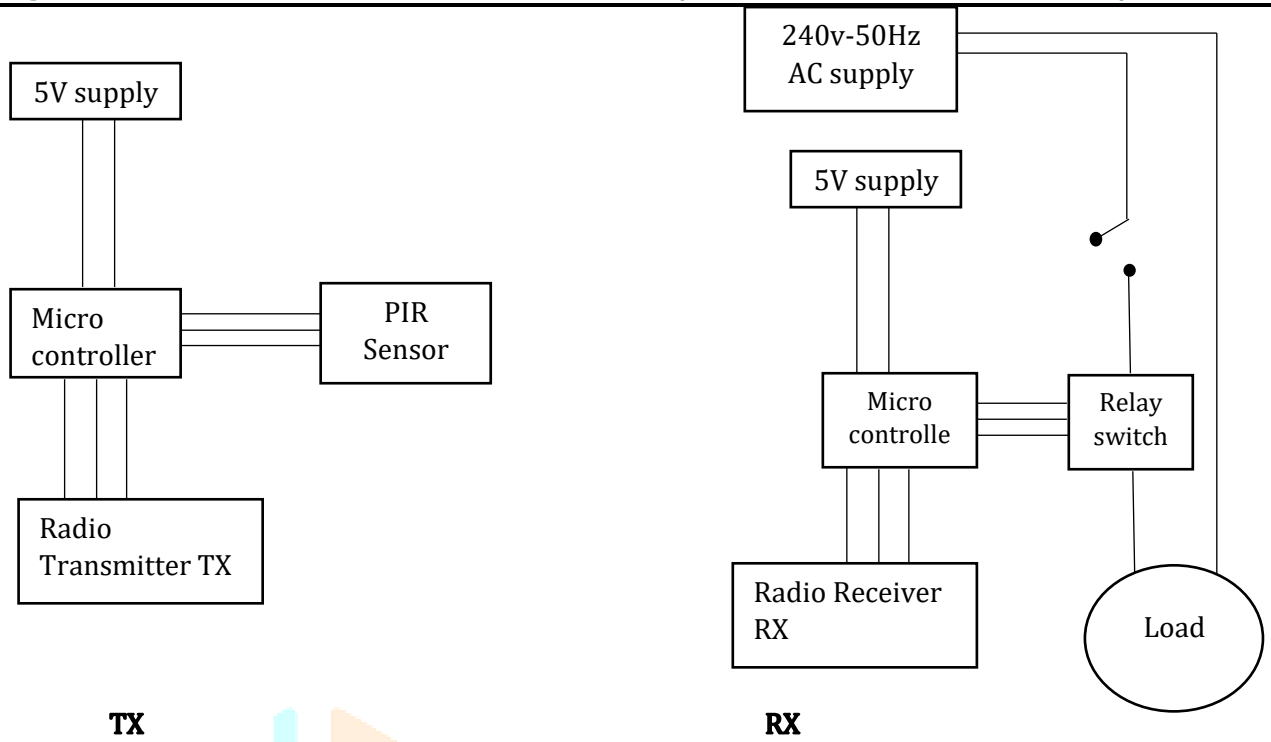 5V supply
Micro
controller
PIR
Sensor
Radio
Transmitter TX
TX
240v-50Hz
AC supply
5V supply
Micro
controlle
Relay
switch
Radio Receiver
RX
Load
RX